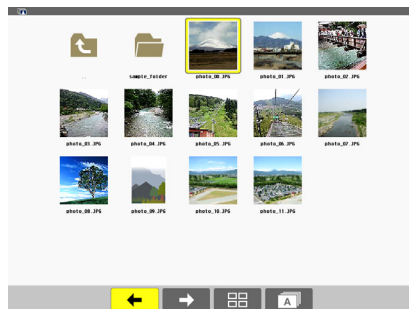 ..
sample_folder
photo_00.JPG
photo_01.JPG
photo_02.JPG
photo_03.JPG
photo_04.JPG
photo_05.JPG
photo_06.JPG
photo_07.JPG
photo_08.JPG
photo_09.JPG
photo_10.JPG
photo_11.JPG
A